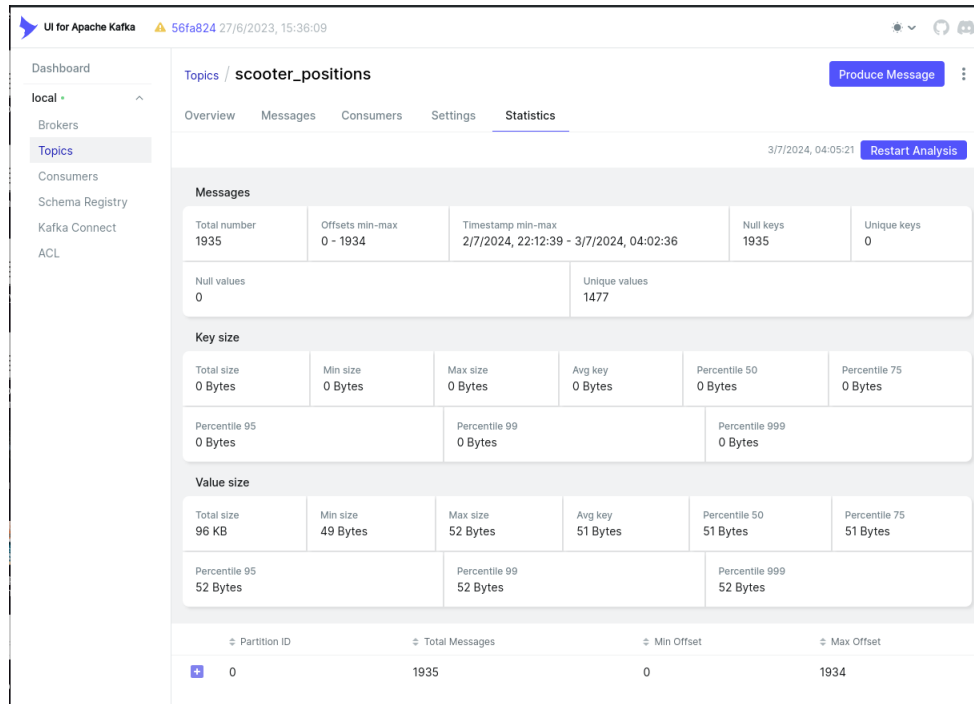 UI for Apache Kafka 56fa824 27/6/2023, 15:36:09
Dashboard
local
Brokers
Topics
Consumers
Schema Registry
Kafka Connect
ACL
Topics / scooter_positions
Produce Message
Overview Messages Consumers Settings Statistics
3/7/2024, 04:05:21 Restart Analysis
Messages
Total number Offsets min-max Timestamp min-max Null keys Unique keys
1935 0 - 1934 2/7/2024, 22:12:39 - 3/7/2024, 04:02:36 1935 0
Null values Unique values
0 1477
Key size
Total size Min size Max size Avg key Percentile 50 Percentile 75
0 Bytes 0 Bytes 0 Bytes 0 Bytes 0 Bytes 0 Bytes
Percentile 95 Percentile 99 Percentile 999
0 Bytes 0 Bytes 0 Bytes
Value size
Total size Min size Max size Avg key Percentile 50 Percentile 75
96 KB 49 Bytes 52 Bytes 51 Bytes 51 Bytes 51 Bytes
Percentile 95 Percentile 99 Percentile 999
52 Bytes 52 Bytes 52 Bytes
Partition ID Total Messages Min Offset Max Offset
0 1935 0 1934